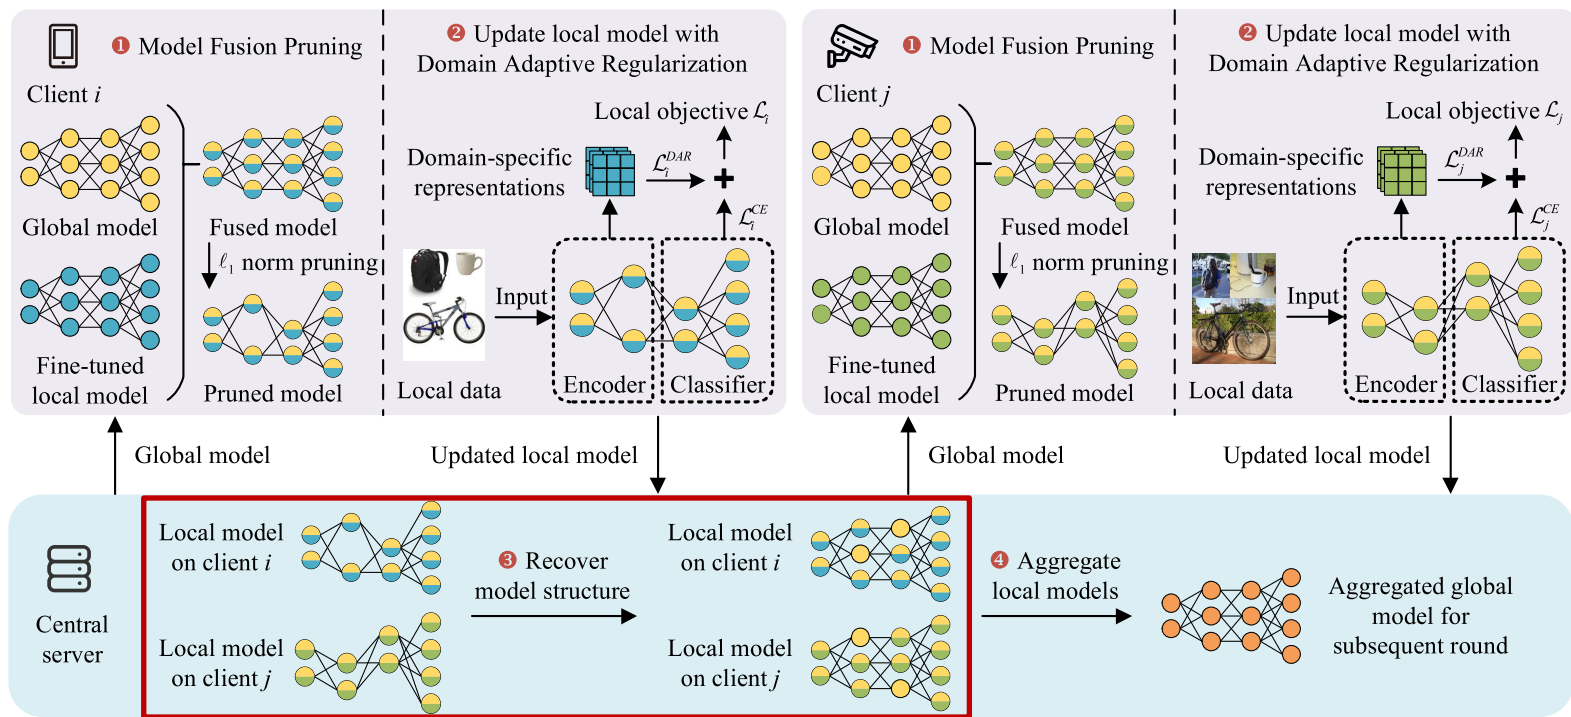 ❶ Model Fusion Pruning
Client i
Global model
Fused model
ℓ₁ norm pruning
Fine-tuned
local model
Pruned model
❷ Update local model with
Domain Adaptive Regularization
Local objective ℒᵢ
Domain-specific
representations
ℒᵢᴰᴬᴿ
+
ℒᵢᶜᴱ
Input
Local data
Encoder
Classifier
❶ Model Fusion Pruning
Client j
Global model
Fused model
ℓ₁ norm pruning
Fine-tuned
local model
Pruned model
❷ Update local model with
Domain Adaptive Regularization
Local objective ℒⱼ
Domain-specific
representations
ℒⱼᴰᴬᴿ
+
ℒⱼᶜᴱ
Input
Local data
Encoder
Classifier
Global model
Updated local model
Global model
Updated local model
Central
server
Local model
on client i
Local model
on client j
❸ Recover
model structure
Local model
on client i
Local model
on client j
❹ Aggregate
local models
Aggregated global
model for
subsequent round